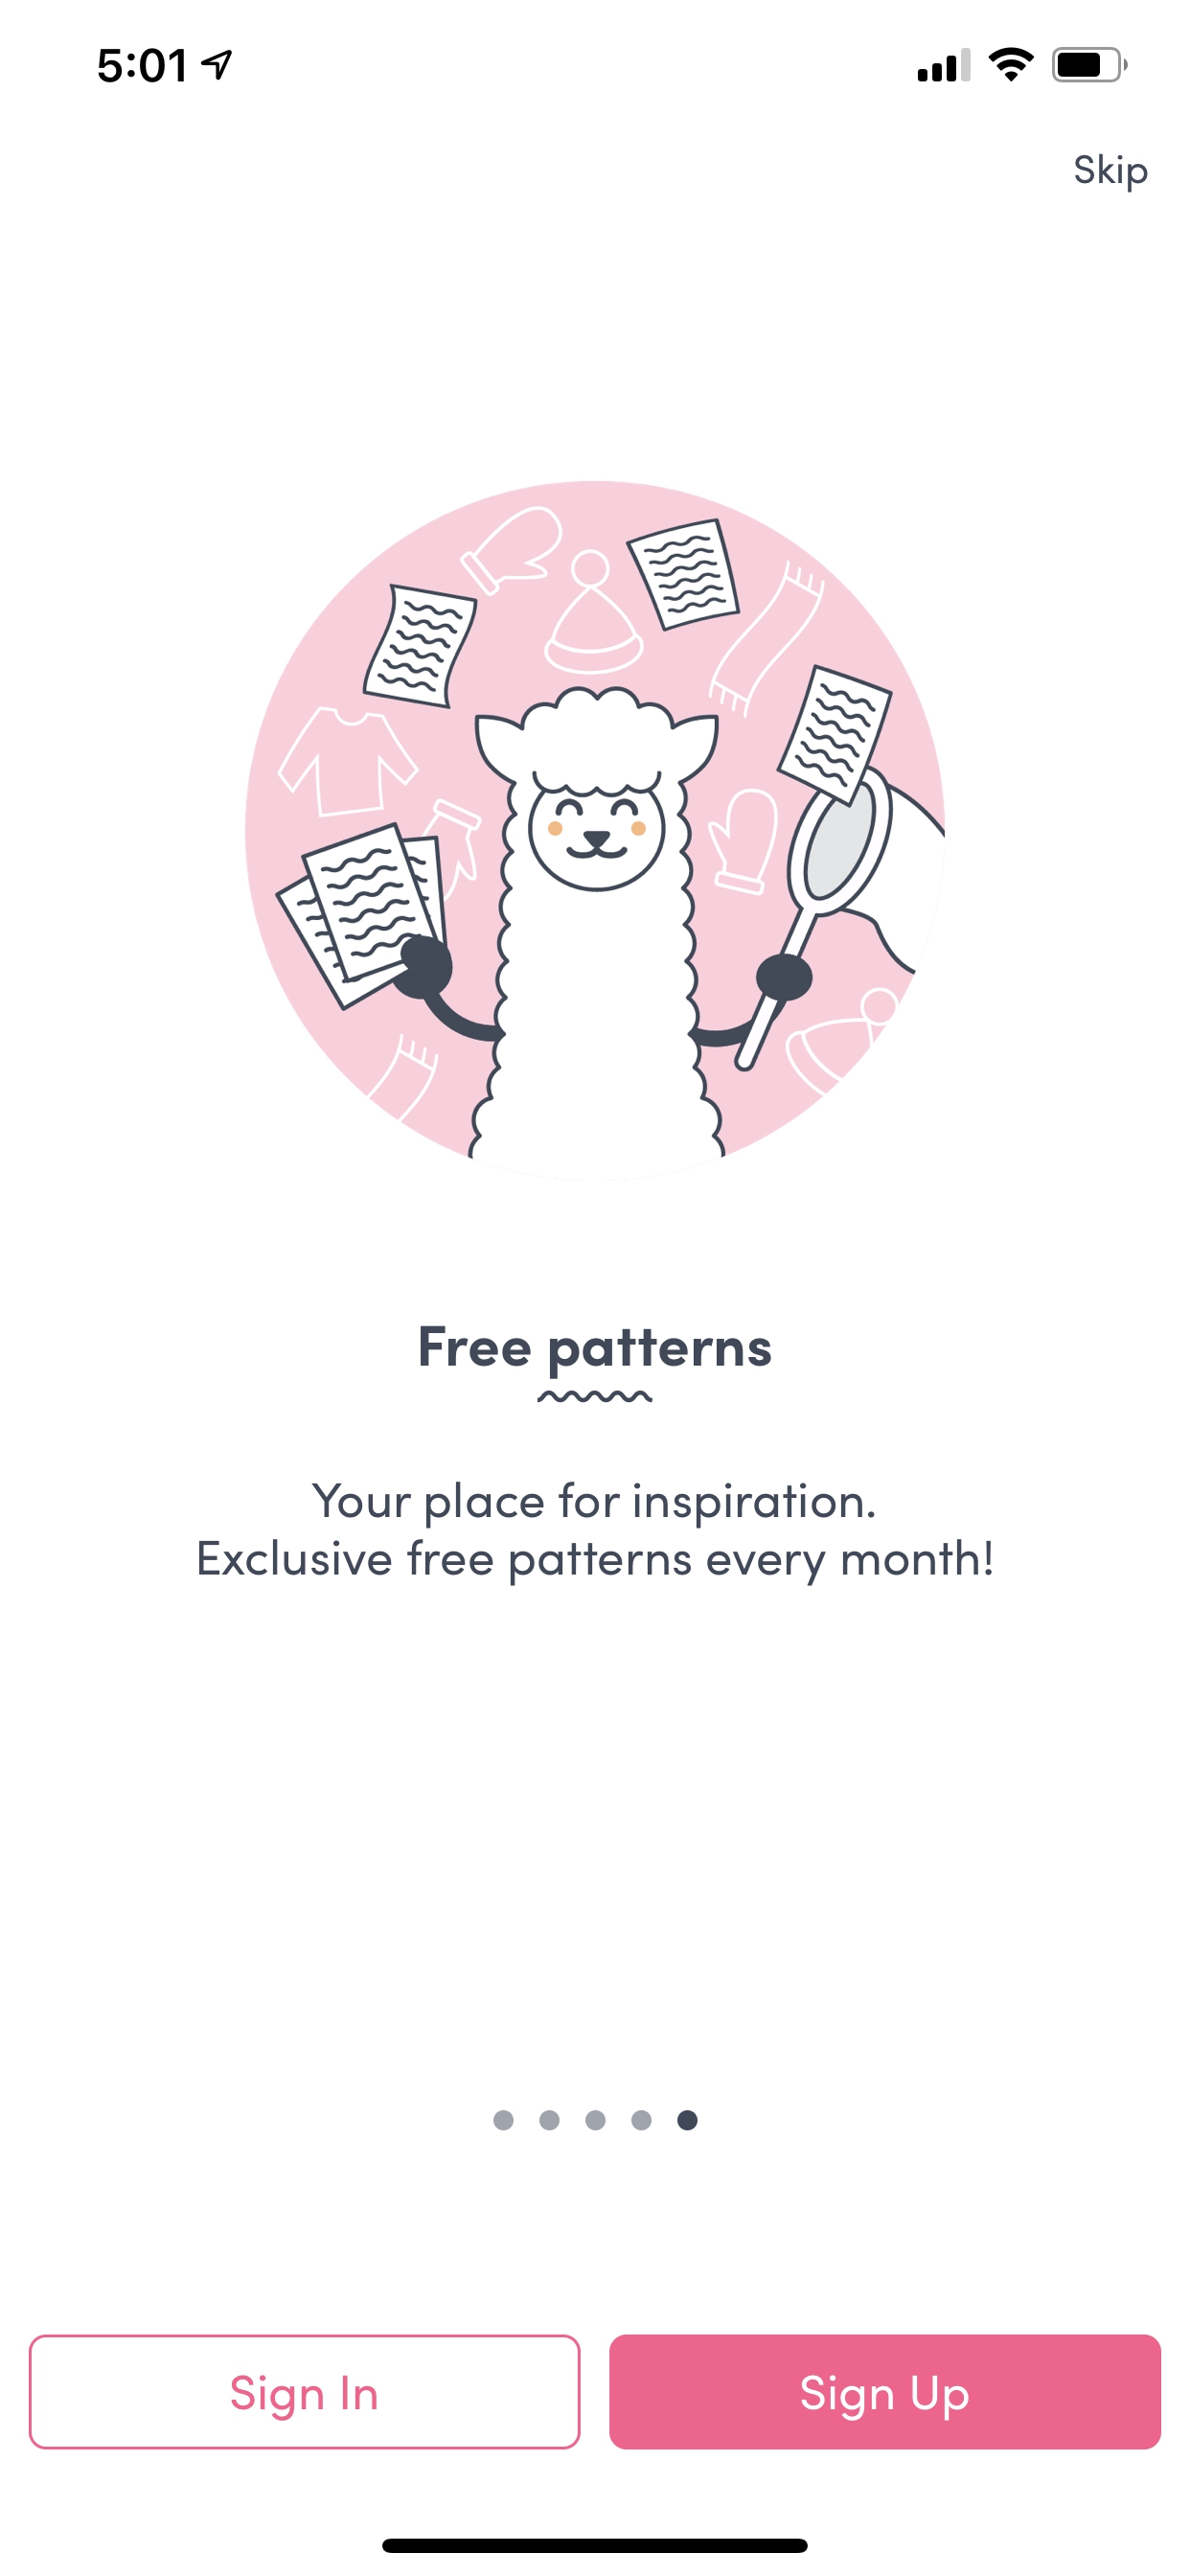 5:01
Skip
Free patterns
Your place for inspiration.
Exclusive free patterns every month!
Sign In
Sign Up